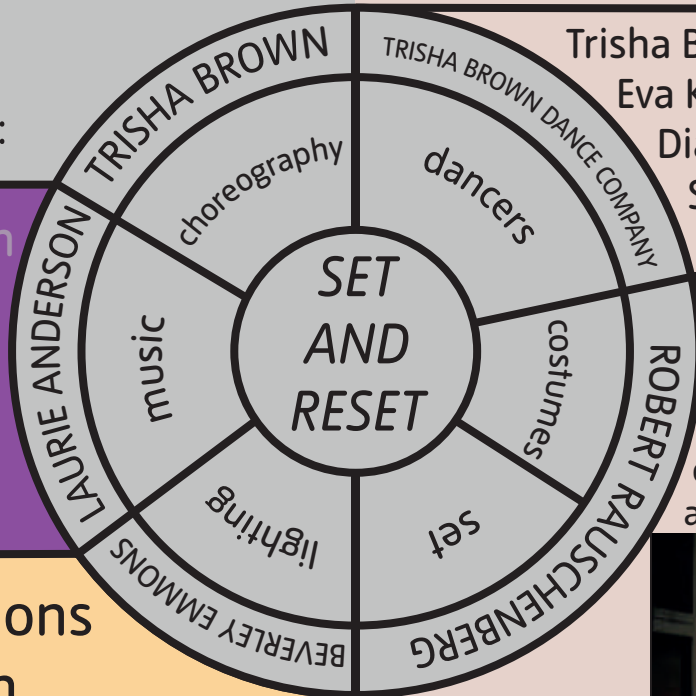 TRISHA BROWN
TRISHA BROWN DANCE COMPANY
choreography
dancers
LAURIE ANDERSON
music
SET
AND
RESET
costumes
ROBERT RAUSCHENBERG
lighting
set
BEVERLEY EMMONS
Trisha B
Eva K
Dia
S
:
n
a
ons